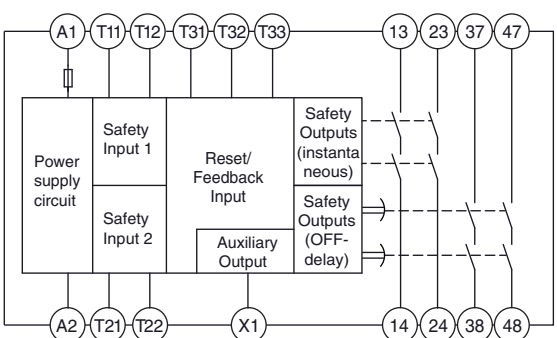 A1 T11 T12 T31 T32 T33 13 23 37 47
Power
supply
circuit
Safety
Input 1
Safety
Input 2
Reset/
Feedback
Input
Auxiliary
Output
Safety
Outputs
(instanta
neous)
Safety
Outputs
(OFF-
delay)
A2 T21 T22 X1 14 24 38 48